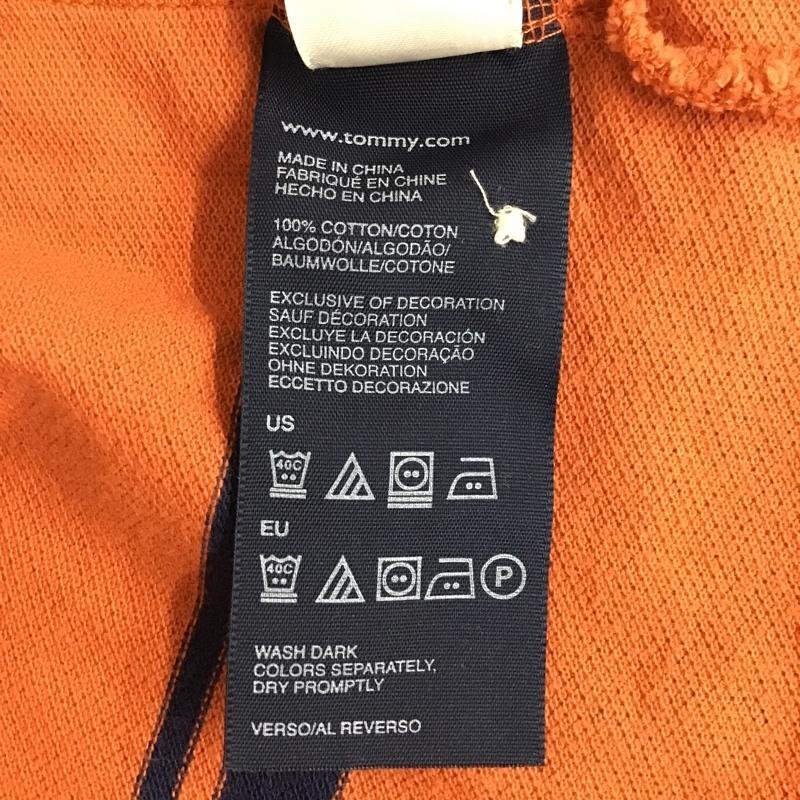 www.tommy.com
MADE IN CHINA
FABRIQUÉ EN CHINE
HECHO EN CHINA
100% COTTON/COTON
ALGODÓN/ALGODÃO/
BAUMWOLLE/COTONE
EXCLUSIVE OF DECORATION
SAUF DÉCORATION
EXCLUYE LA DECORACIÓN
EXCLUINDO DECORAÇÃO
OHNE DEKORATION
ECCETTO DECORAZIONE
US
40C
EU
40C P
WASH DARK
COLORS SEPARATELY,
DRY PROMPTLY
VERSO/AL REVERSO